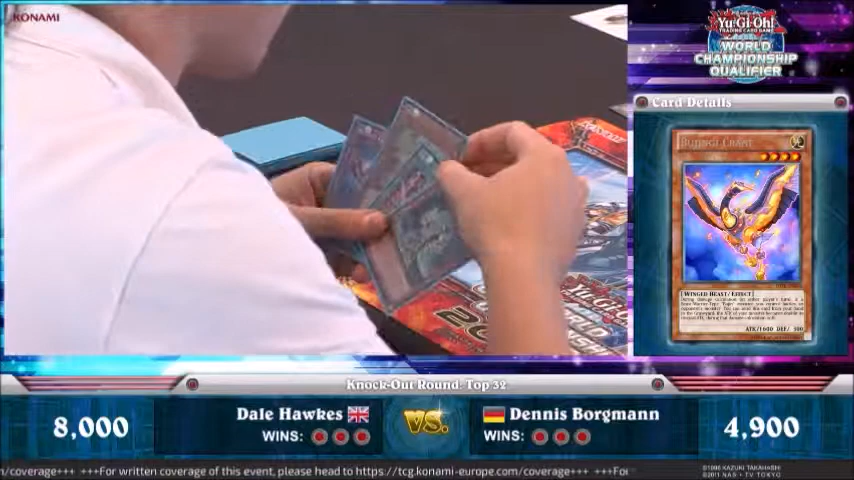 KONAMI
Yu-Gi-Oh!
TRADING CARD GAME
WORLD
CHAMPIONSHIP
QUALIFIER
Card Details
BUJINGI CRANE
[WINGED BEAST / EFFECT]
ATK/1600 DEF/ 500
Yu-Gi-Oh!
Knock-Out Round: Top 32
8,000
Dale Hawkes
VS.
Dennis Borgmann
4,900
WINS:
WINS:
n/coverage+++ +++For written coverage of this event, please head to https://tcg.konami-europe.com/coverage+++ +++Fo
©1996 KAZUKI TAKAHASHI
©2011 NAS • TV TOKYO